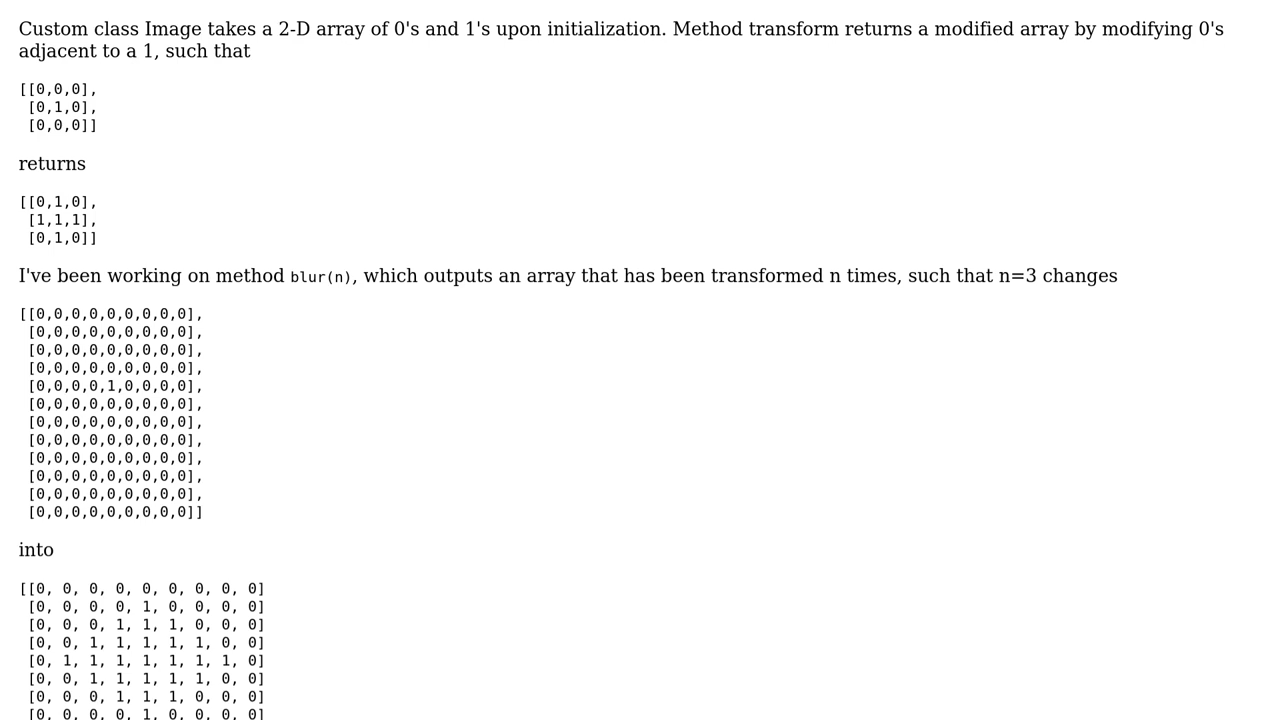 Custom class Image takes a 2-D array of 0's and 1's upon initialization. Method transform returns a modified array by modifying 0's
adjacent to a 1, such that
[[0,0,0],
 [0,1,0],
 [0,0,0]]
returns
[[0,1,0],
 [1,1,1],
 [0,1,0]]
I've been working on method blur(n), which outputs an array that has been transformed n times, such that n=3 changes
[[0,0,0,0,0,0,0,0,0],
 [0,0,0,0,0,0,0,0,0],
 [0,0,0,0,0,0,0,0,0],
 [0,0,0,0,0,0,0,0,0],
 [0,0,0,0,1,0,0,0,0],
 [0,0,0,0,0,0,0,0,0],
 [0,0,0,0,0,0,0,0,0],
 [0,0,0,0,0,0,0,0,0],
 [0,0,0,0,0,0,0,0,0],
 [0,0,0,0,0,0,0,0,0],
 [0,0,0,0,0,0,0,0,0],
 [0,0,0,0,0,0,0,0,0]]
into
[[0, 0, 0, 0, 0, 0, 0, 0, 0]
 [0, 0, 0, 0, 1, 0, 0, 0, 0]
 [0, 0, 0, 1, 1, 1, 0, 0, 0]
 [0, 0, 1, 1, 1, 1, 1, 0, 0]
 [0, 1, 1, 1, 1, 1, 1, 1, 0]
 [0, 0, 1, 1, 1, 1, 1, 0, 0]
 [0, 0, 0, 1, 1, 1, 0, 0, 0]
 [0, 0, 0, 0, 1, 0, 0, 0, 0]